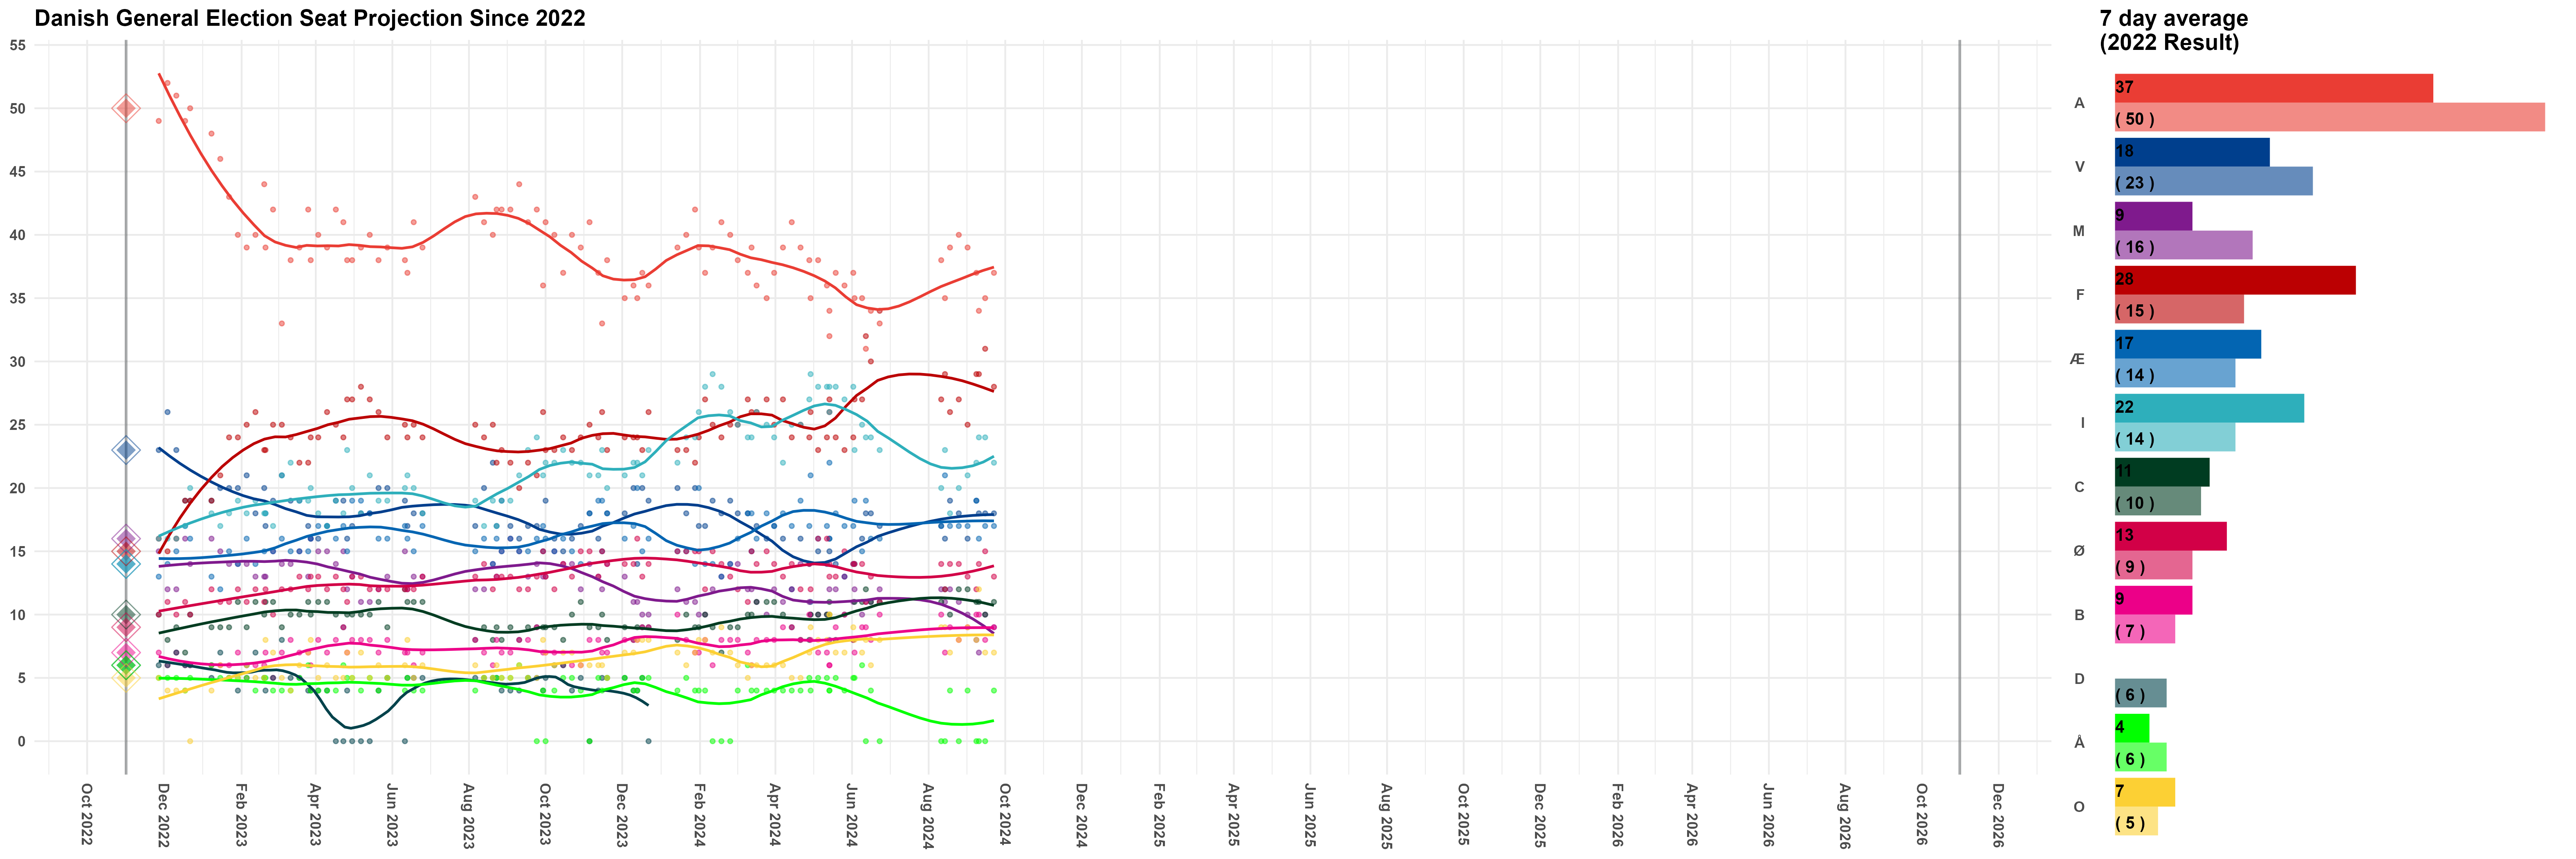 Danish General Election Seat Projection Since 2022
55
50
45
40
35
30
25
20
15
10
5
0
Oct 2022
Dec 2022
Feb 2023
Apr 2023
Jun 2023
Aug 2023
Oct 2023
Dec 2023
Feb 2024
Apr 2024
Jun 2024
Aug 2024
Oct 2024
Dec 2024
Feb 2025
Apr 2025
Jun 2025
Aug 2025
Oct 2025
Dec 2025
Feb 2026
Apr 2026
Jun 2026
Aug 2026
Oct 2026
Dec 2026
7 day average
(2022 Result)
A
37
( 50 )
V
18
( 23 )
M
9
( 16 )
F
28
( 15 )
Æ
17
( 14 )
I
22
( 14 )
C
11
( 10 )
Ø
13
( 9 )
B
9
( 7 )
D
( 6 )
Å
4
( 6 )
O
7
( 5 )